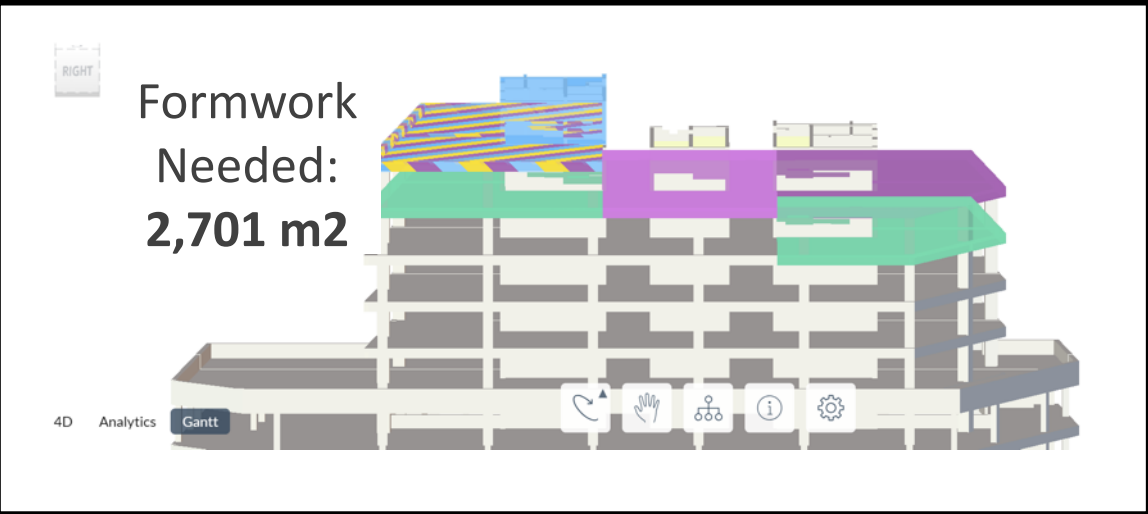 RIGHT
Formwork
Needed:
2,701 m2
4D Analytics Gantt